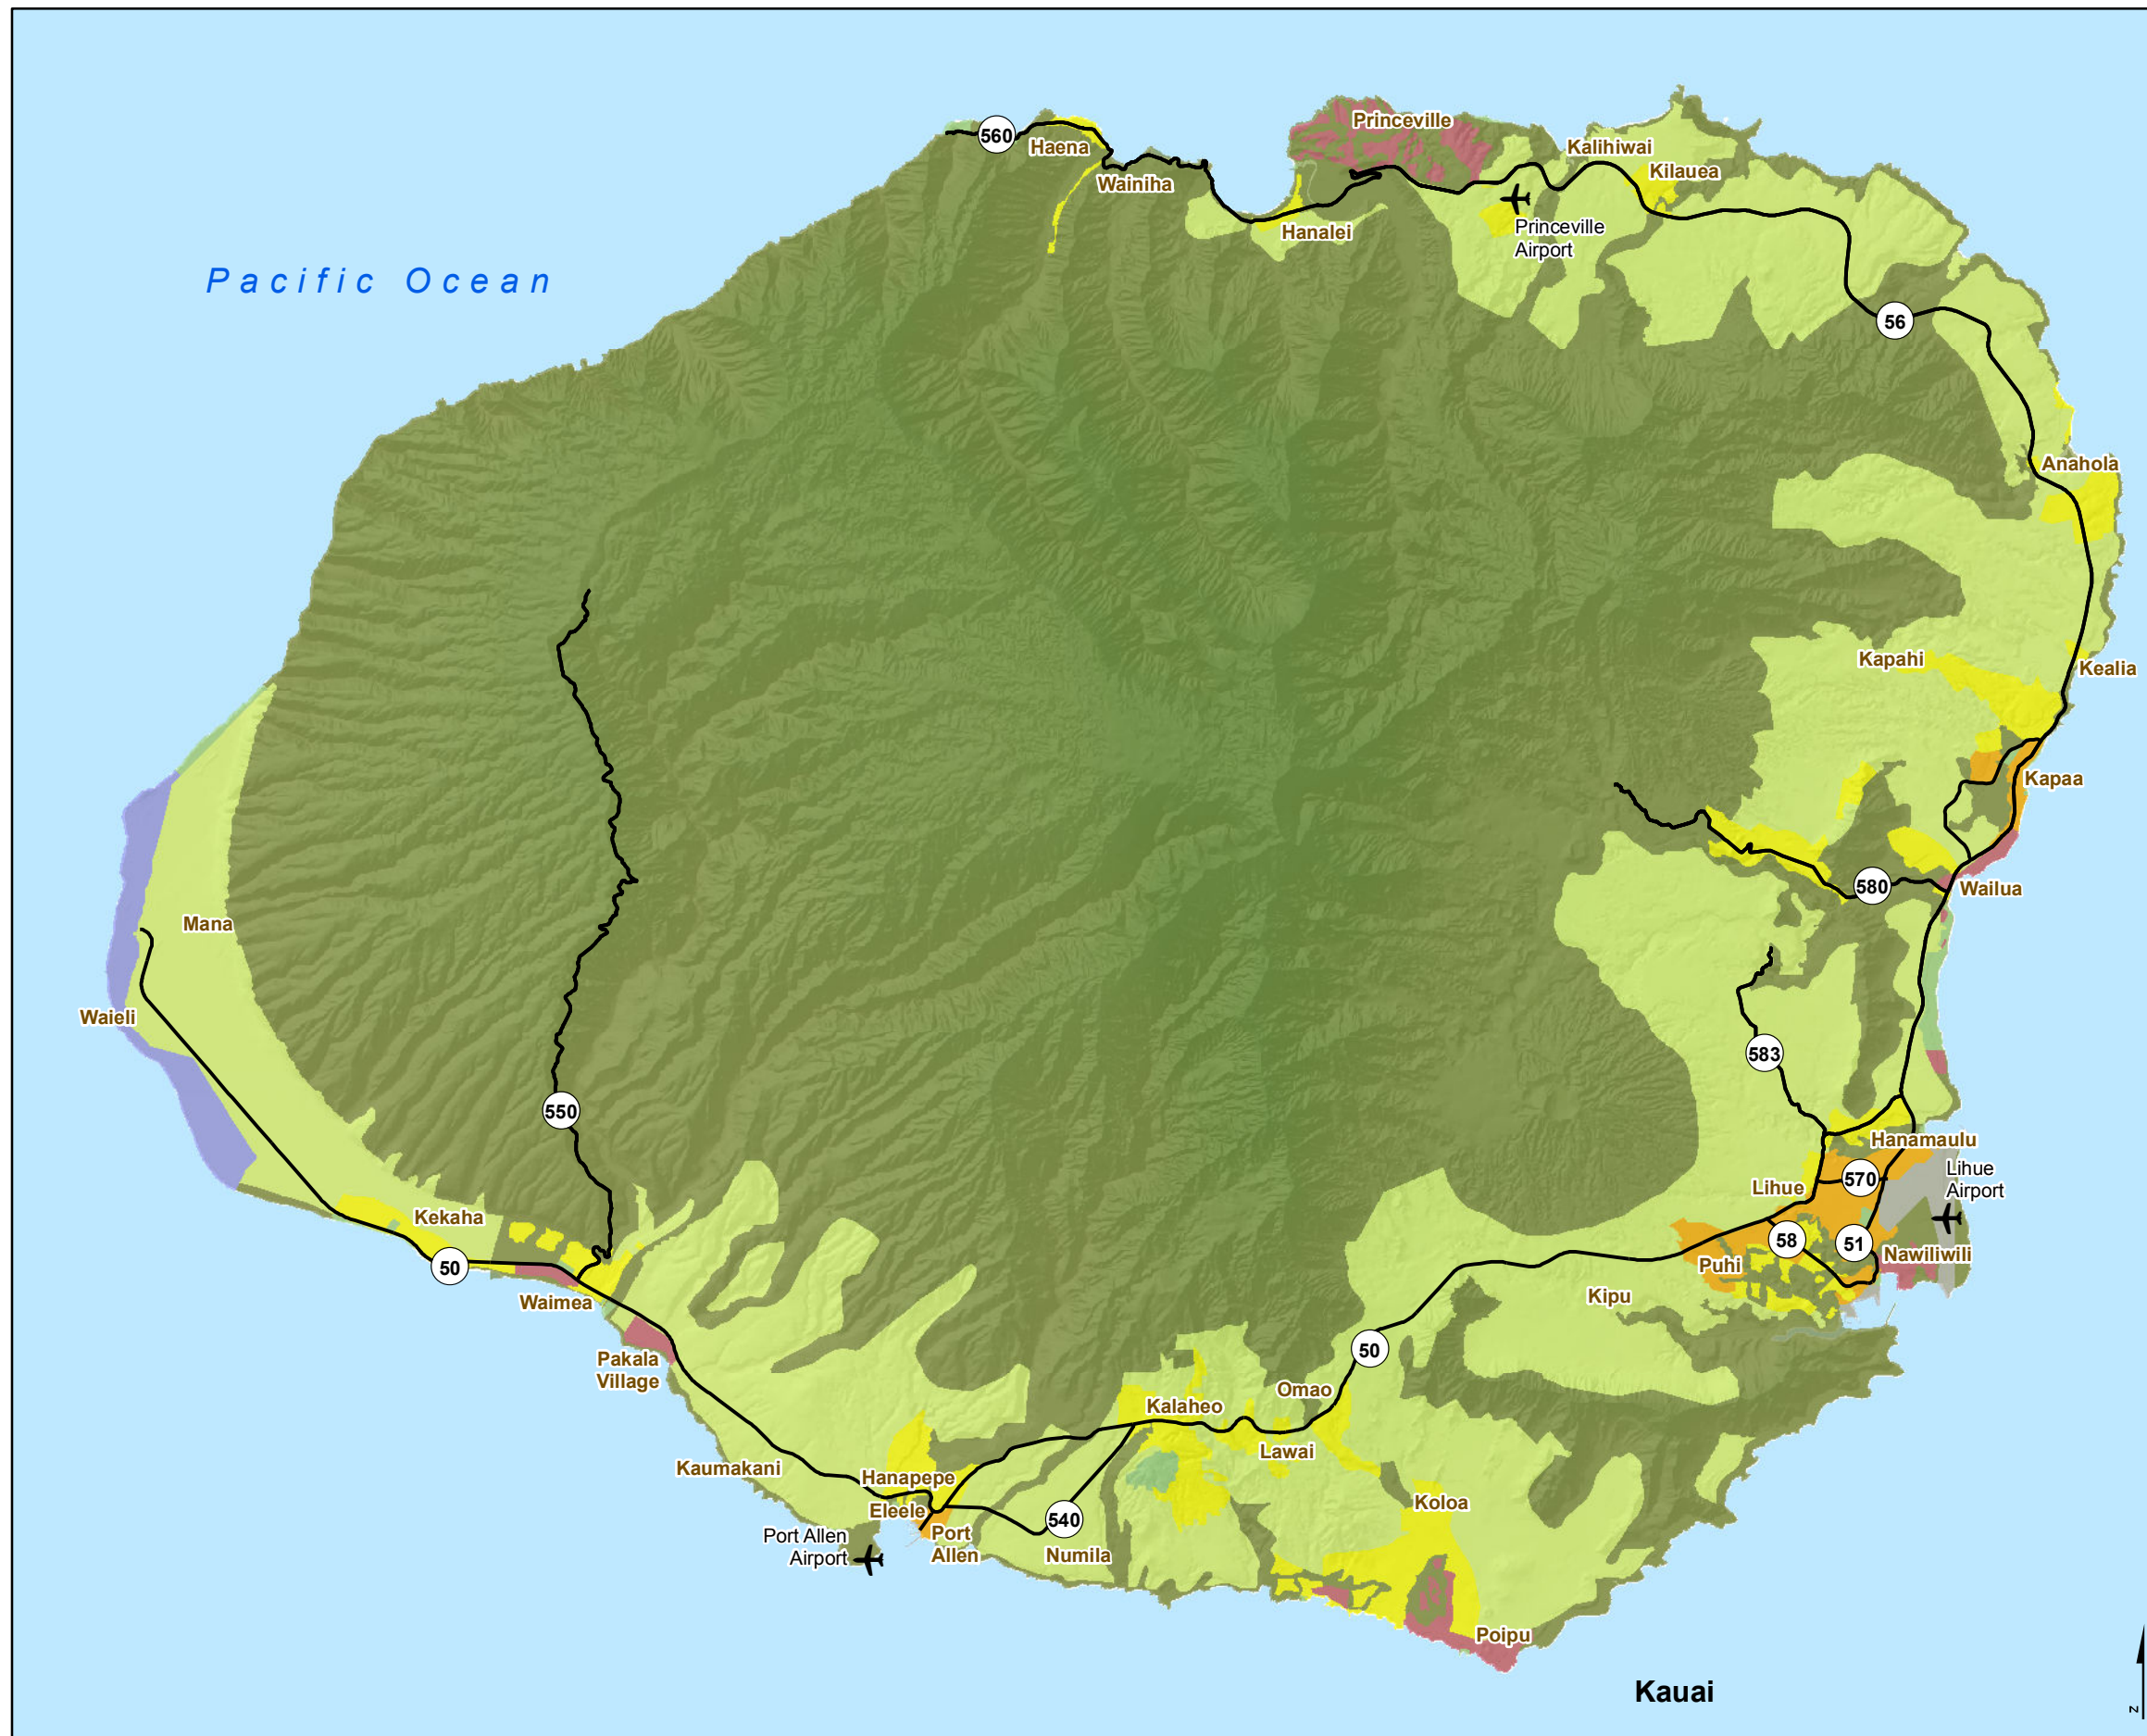 Princeville
560
Haena
Kalihiwai
Kilauea
Wainiha
Hanalei
Princeville
Airport
Pacific Ocean
56
Anahola
Kapahi
Kealia
Kapaa
580
Wailua
Mana
Waieli
583
550
Hanamaulu
Lihue
Airport
570
Lihue
Kekaha
58
51
Nawiliwili
Puhi
50
Waimea
Kipu
50
Pakala
Village
Omao
Kalaheo
Lawai
Kaumakani
Hanapepe
Koloa
Eleele
540
Port
Allen
Port Allen
Airport
Numila
Poipu
Kauai
z